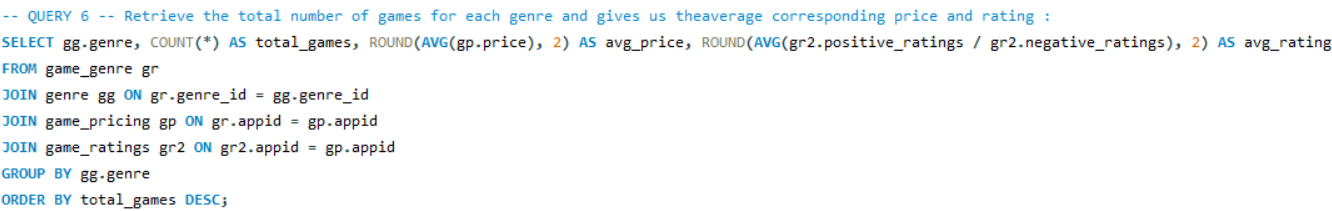 -- QUERY 6 -- Retrieve the total number of games for each genre and gives us theaverage corresponding price and rating :
SELECT gg.genre, COUNT(*) AS total_games, ROUND(AVG(gp.price), 2) AS avg_price, ROUND(AVG(gr2.positive_ratings / gr2.negative_ratings), 2) AS avg_rating
FROM game_genre gr
JOIN genre gg ON gr.genre_id = gg.genre_id
JOIN game_pricing gp ON gr.appid = gp.appid
JOIN game_ratings gr2 ON gr2.appid = gp.appid
GROUP BY gg.genre
ORDER BY total_games DESC;